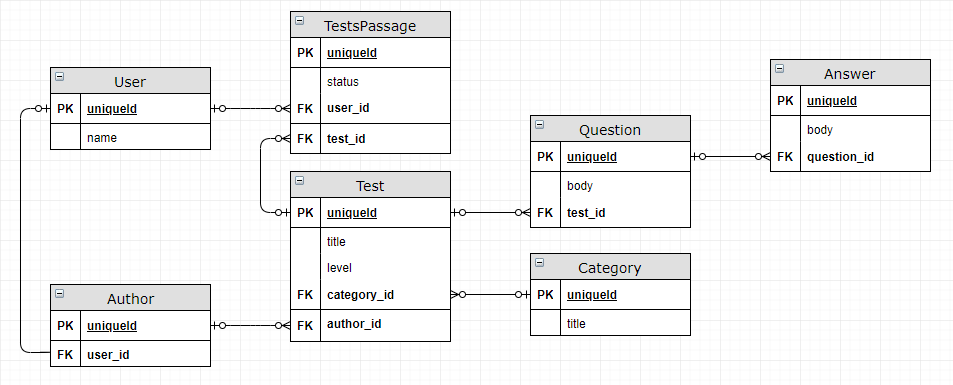 TestsPassage
PK uniqueId
status
FK user_id
FK test_id
User
PK uniqueId
name
Answer
PK uniqueId
body
FK question_id
Question
PK uniqueId
body
FK test_id
Test
PK uniqueId
title
level
FK category_id
FK author_id
Category
PK uniqueId
title
Author
PK uniqueId
FK user_id